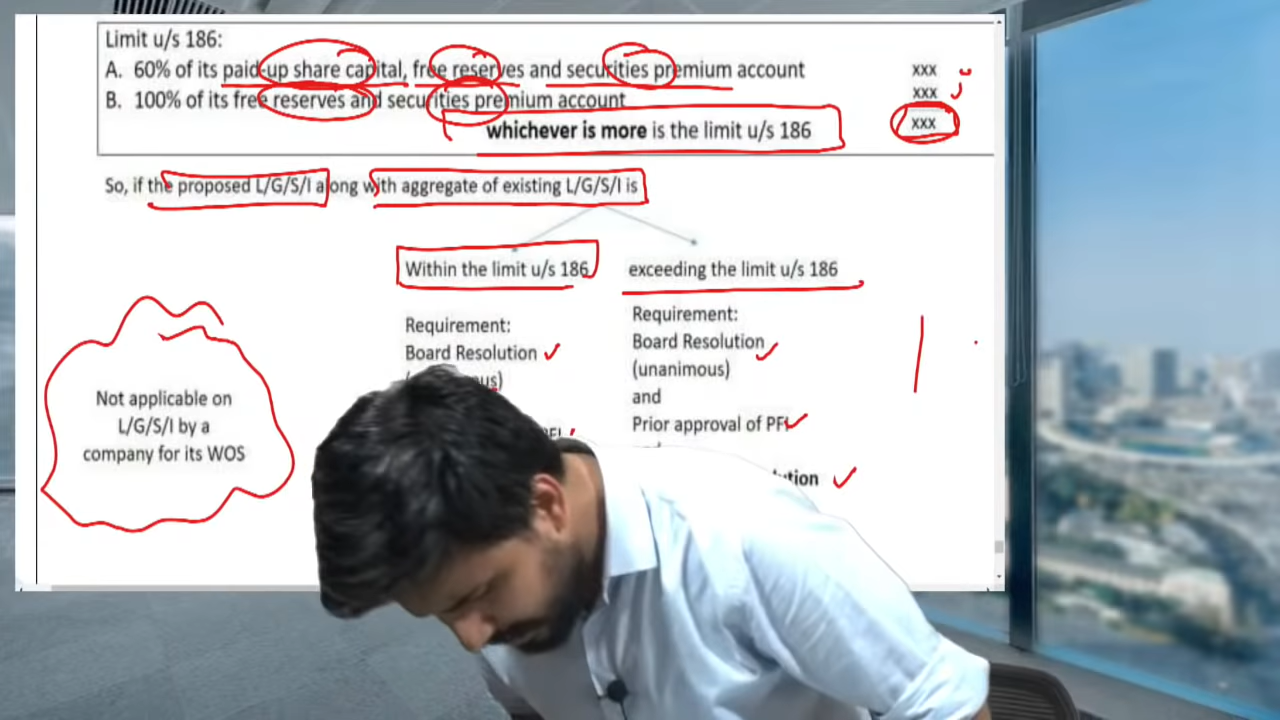 Limit u/s 186:
A. 60% of its paid-up share capital, free reserves and securities premium account xxx
B. 100% of its free reserves and securities premium account xxx
whichever is more is the limit u/s 186 xxx
So, if the proposed L/G/S/I along with aggregate of existing L/G/S/I is
Within the limit u/s 186
Requirement:
Board Resolution
exceeding the limit u/s 186
Requirement:
Board Resolution
(unanimous)
and
Prior approval of PFI
Not applicable on
L/G/S/I by a
company for its WOS